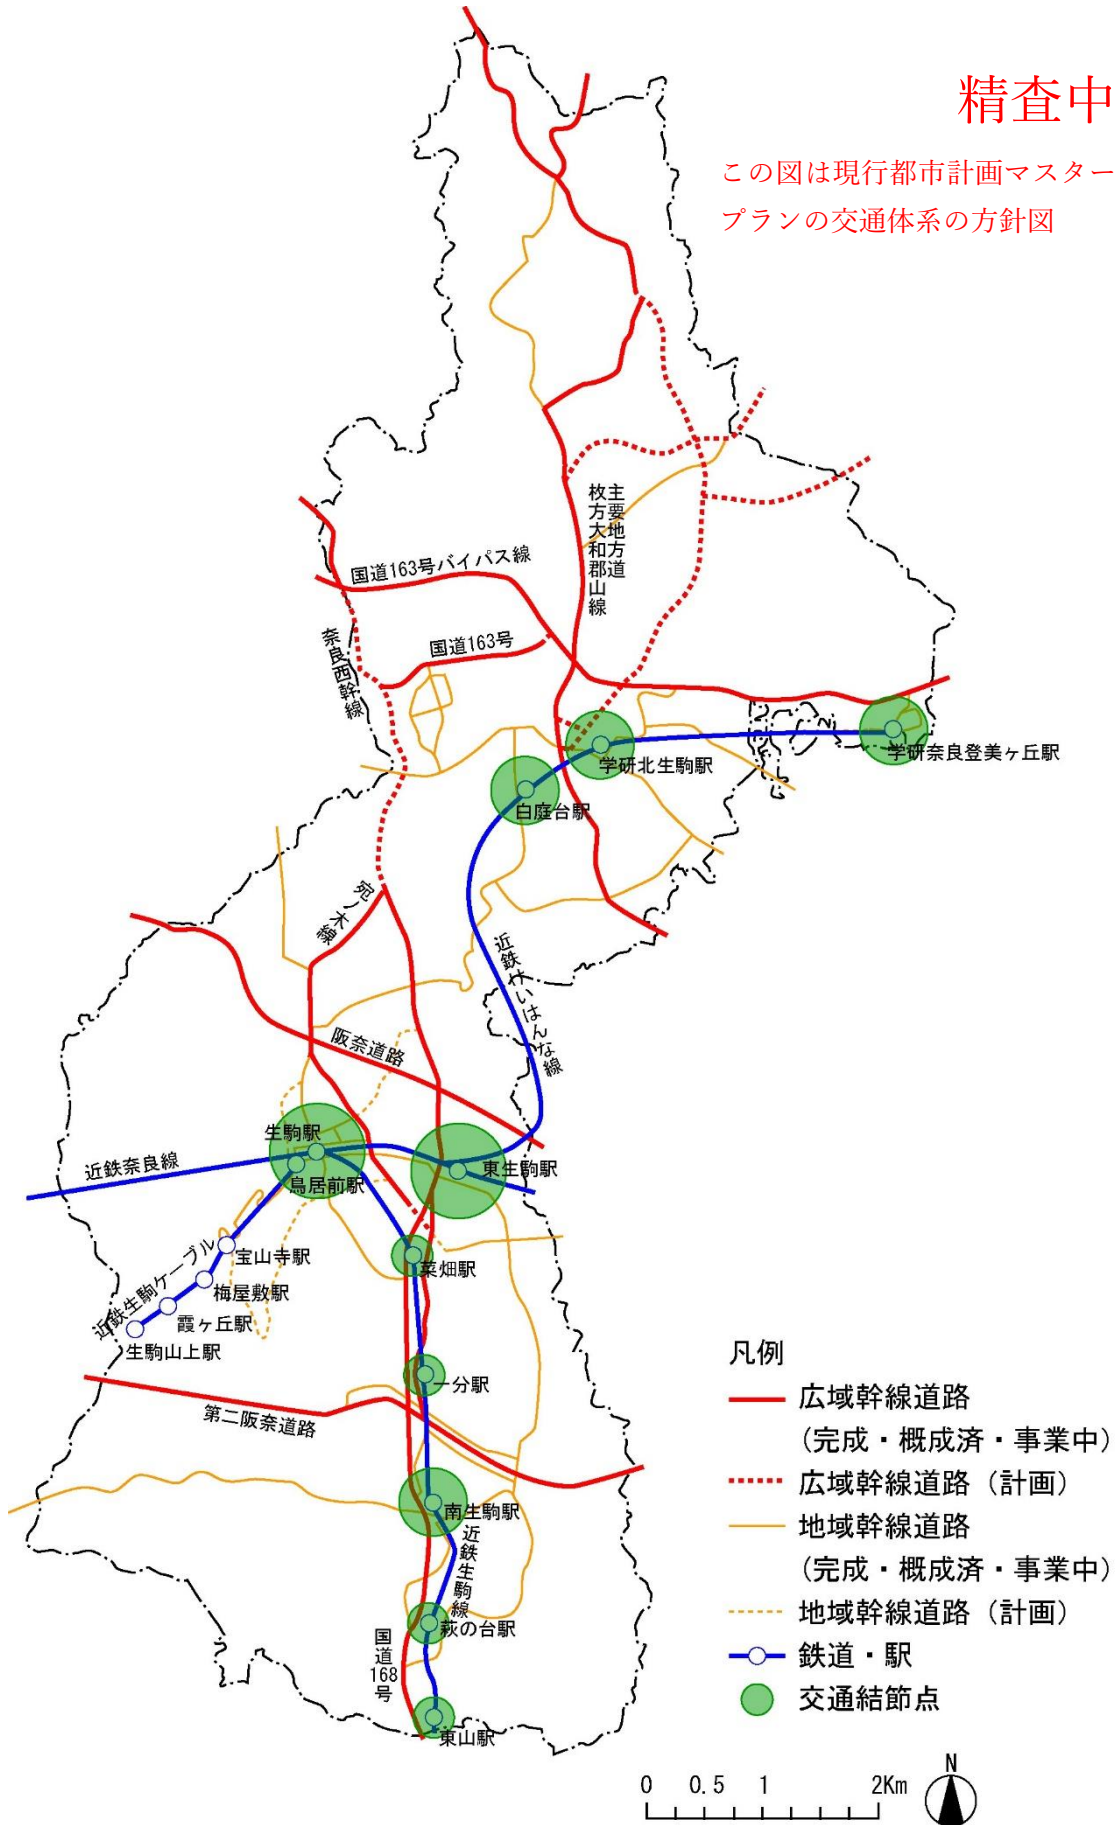 精査中
この図は現行都市計画マスター
プランの交通体系の方針図
主要地方道
枚方大和郡山線
国道163号バイパス線
国道163号
奈良西幹線
学研奈良登美ヶ丘駅
学研北生駒駅
白庭台駅
宛ノ木線
近鉄けいはんな線
阪奈道路
生駒駅
東生駒駅
近鉄奈良線
鳥居前駅
宝山寺駅
近鉄生駒ケーブル
菜畑駅
梅屋敷駅
霞ヶ丘駅
生駒山上駅
一分駅
第二阪奈道路
南生駒駅
近鉄生駒線
萩の台駅
国道168号
東山駅
凡例
広域幹線道路
(完成・概成済・事業中)
広域幹線道路（計画）
地域幹線道路
(完成・概成済・事業中)
地域幹線道路（計画）
鉄道・駅
交通結節点
0 0.5 1 2Km
N